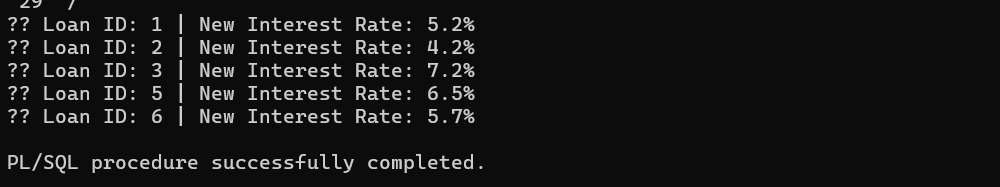 29  /
?? Loan ID: 1 | New Interest Rate: 5.2%
?? Loan ID: 2 | New Interest Rate: 4.2%
?? Loan ID: 3 | New Interest Rate: 7.2%
?? Loan ID: 5 | New Interest Rate: 6.5%
?? Loan ID: 6 | New Interest Rate: 5.7%
PL/SQL procedure successfully completed.